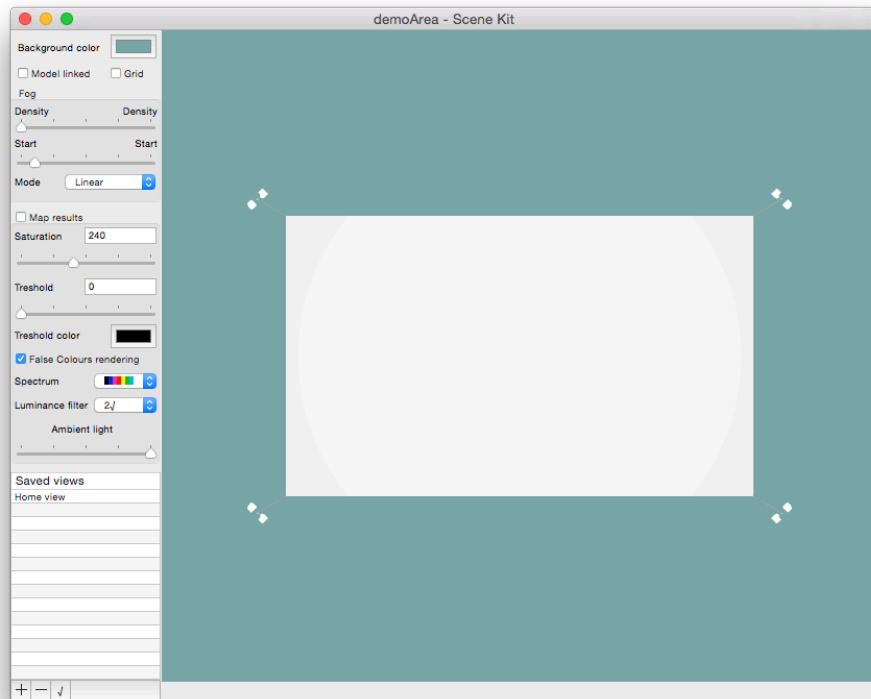 demoArea - Scene Kit
Background color
Model linked Grid
Fog
Density Density
Start Start
Mode Linear
Map results
Saturation 240
Treshold 0
Treshold color
False Colours rendering
Spectrum
Luminance filter 2√
Ambient light
Saved views
Home view
+ − √